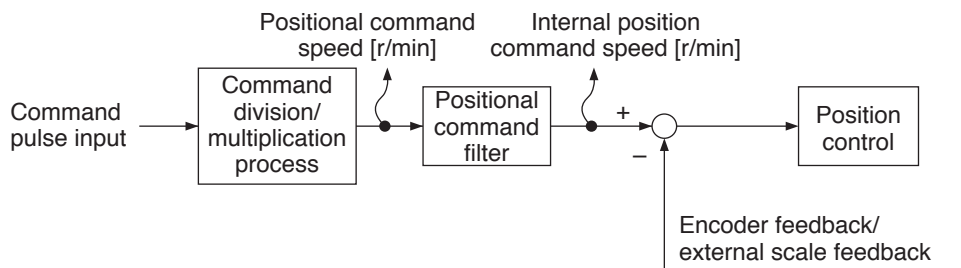 Positional command
speed [r/min]
Internal position
command speed [r/min]
Command
pulse input
Command
division/
multiplication
process
Positional
command
filter
+
−
Position
control
Encoder feedback/
external scale feedback